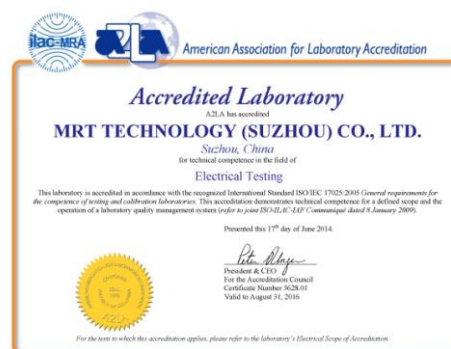 ilac-MRA
A2LA
American Association for Laboratory Accreditation
Accredited Laboratory
A2LA has accredited
MRT TECHNOLOGY (SUZHOU) CO., LTD.
Suzhou, China
for technical competence in the field of
Electrical Testing
This laboratory is accredited in accordance with the recognized International Standard ISO/IEC 17025:2005 General requirements for
the competence of testing and calibration laboratories. This accreditation demonstrates technical competence for a defined scope and the
operation of a laboratory quality management system (refer to joint ISO-ILAC-IAF Communiqué dated 8 January 2009).
Presented this 17th day of June 2014.
President & CEO
For the Accreditation Council
Certificate Number 3628.01
Valid to August 31, 2016
A2LA
For the tests to which this accreditation applies, please refer to the laboratory's Electrical Scope of Accreditation.